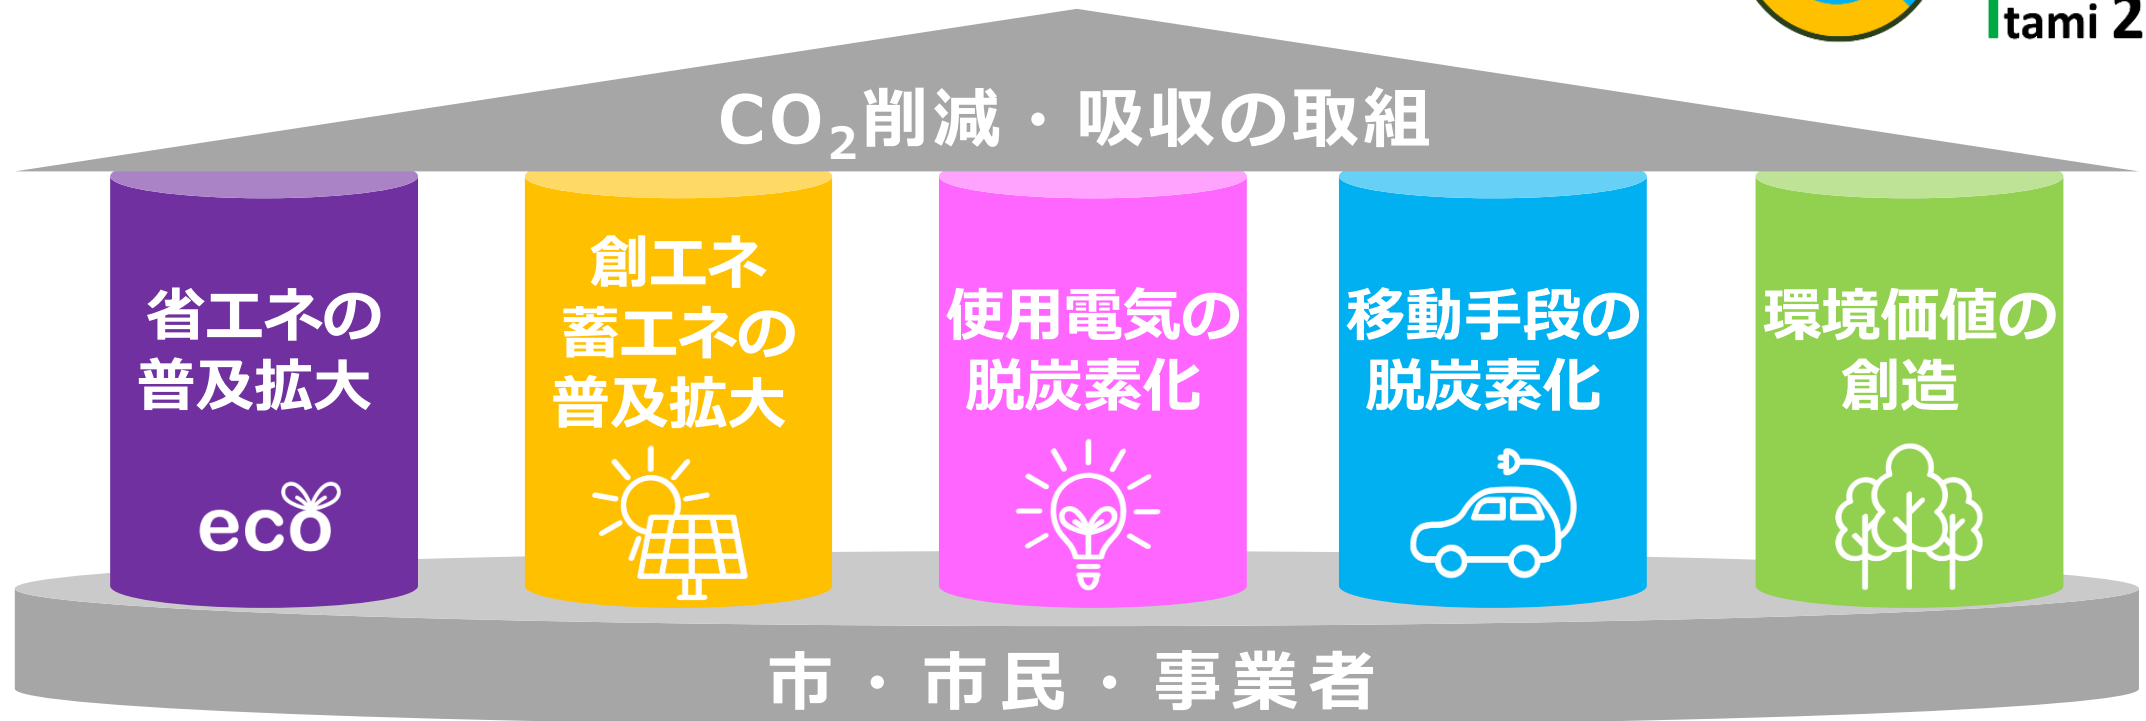 tami 2
CO₂削減・吸収の取組
省エネの
普及拡大
eco
創エネ
蓄エネの
普及拡大
使用電気の
脱炭素化
移動手段の
脱炭素化
環境価値の
創造
市・市民・事業者